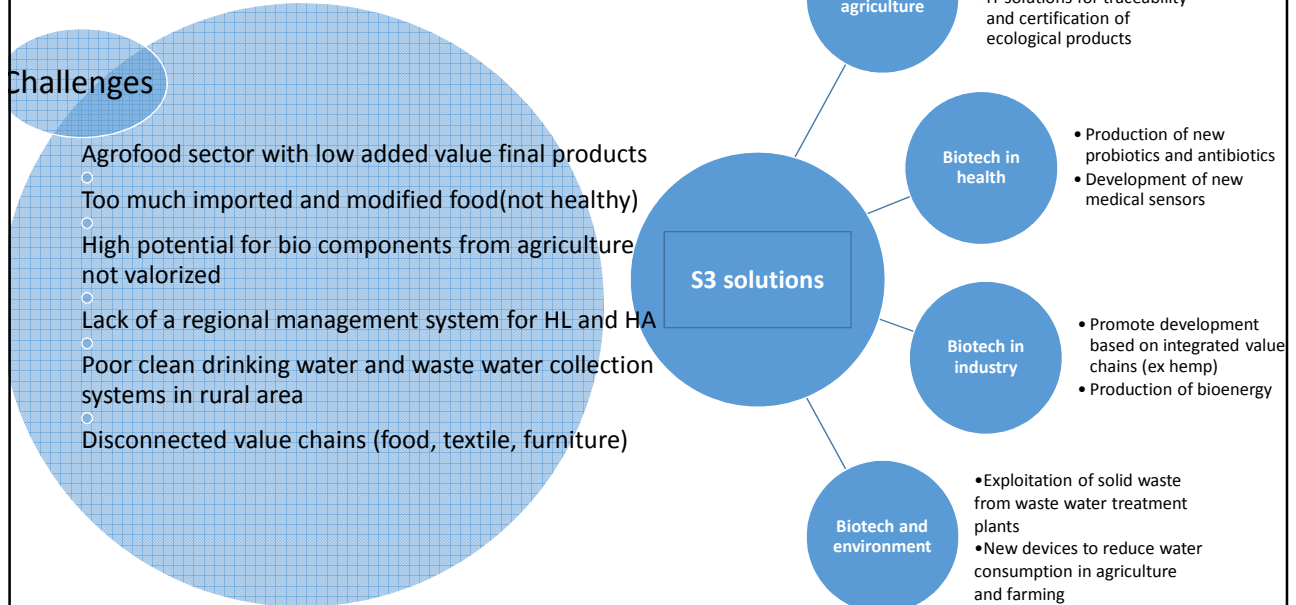 Challenges
Agrofood sector with low added value final products
Too much imported and modified food(not healthy)
High potential for bio components from agriculture
not valorized
Lack of a regional management system for HL and HA
Poor clean drinking water and waste water collection
systems in rural area
Disconnected value chains (food, textile, furniture)
S3 solutions
agriculture
IT solutions for traceability
and certification of
ecological products
Biotech in
health
• Production of new
probiotics and antibiotics
• Development of new
medical sensors
Biotech in
industry
• Promote development
based on integrated value
chains (ex hemp)
• Production of bioenergy
Biotech and
environment
•Exploitation of solid waste
from waste water treatment
plants
•New devices to reduce water
consumption in agriculture
and farming